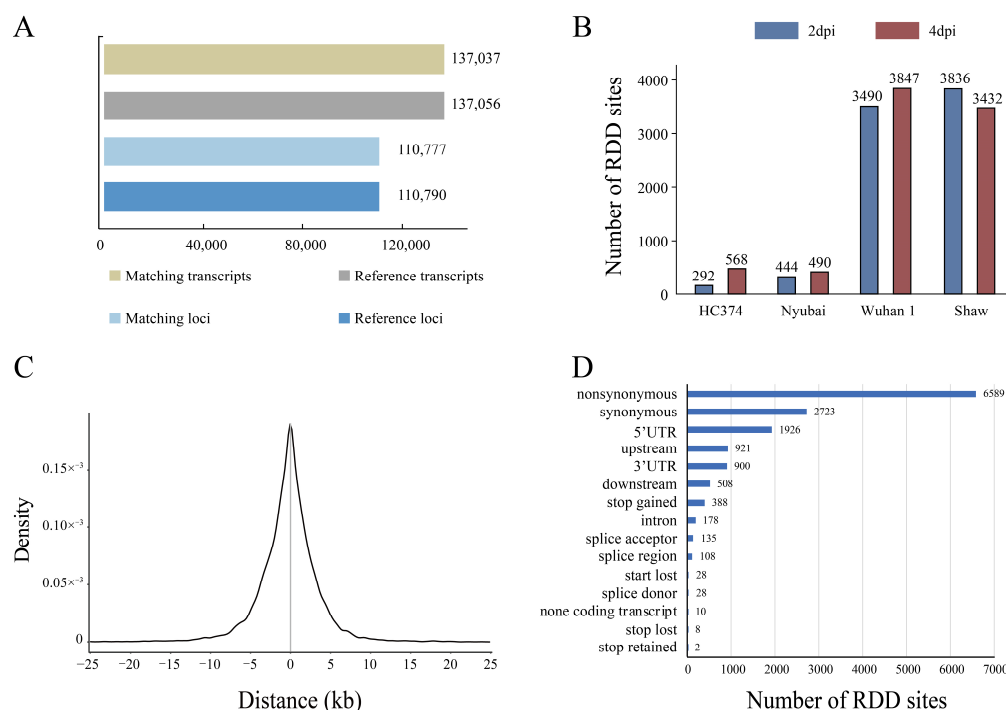 A
137,037
137,056
110,777
110,790
0 40,000 80,000 120,000
Matching transcripts Reference transcripts
Matching loci Reference loci
B
2dpi 4dpi
Number of RDD sites
4000
3000
2000
1000
0
292 568 444 490 3490 3847 3836 3432
HC374 Nyubai Wuhan 1 Shaw
C
Density
0.15×⁻³
0.10×⁻³
0.05×⁻³
0
−25 −20 −15 −10 −5 0 5 10 15 20 25
Distance (kb)
D
nonsynonymous 6589
synonymous 2723
5’UTR 1926
upstream 921
3’UTR 900
downstream 508
stop gained 388
intron 178
splice acceptor 135
splice region 108
start lost 28
splice donor 28
none coding transcript 10
stop lost 8
stop retained 2
0 1000 2000 3000 4000 5000 6000 7000
Number of RDD sites